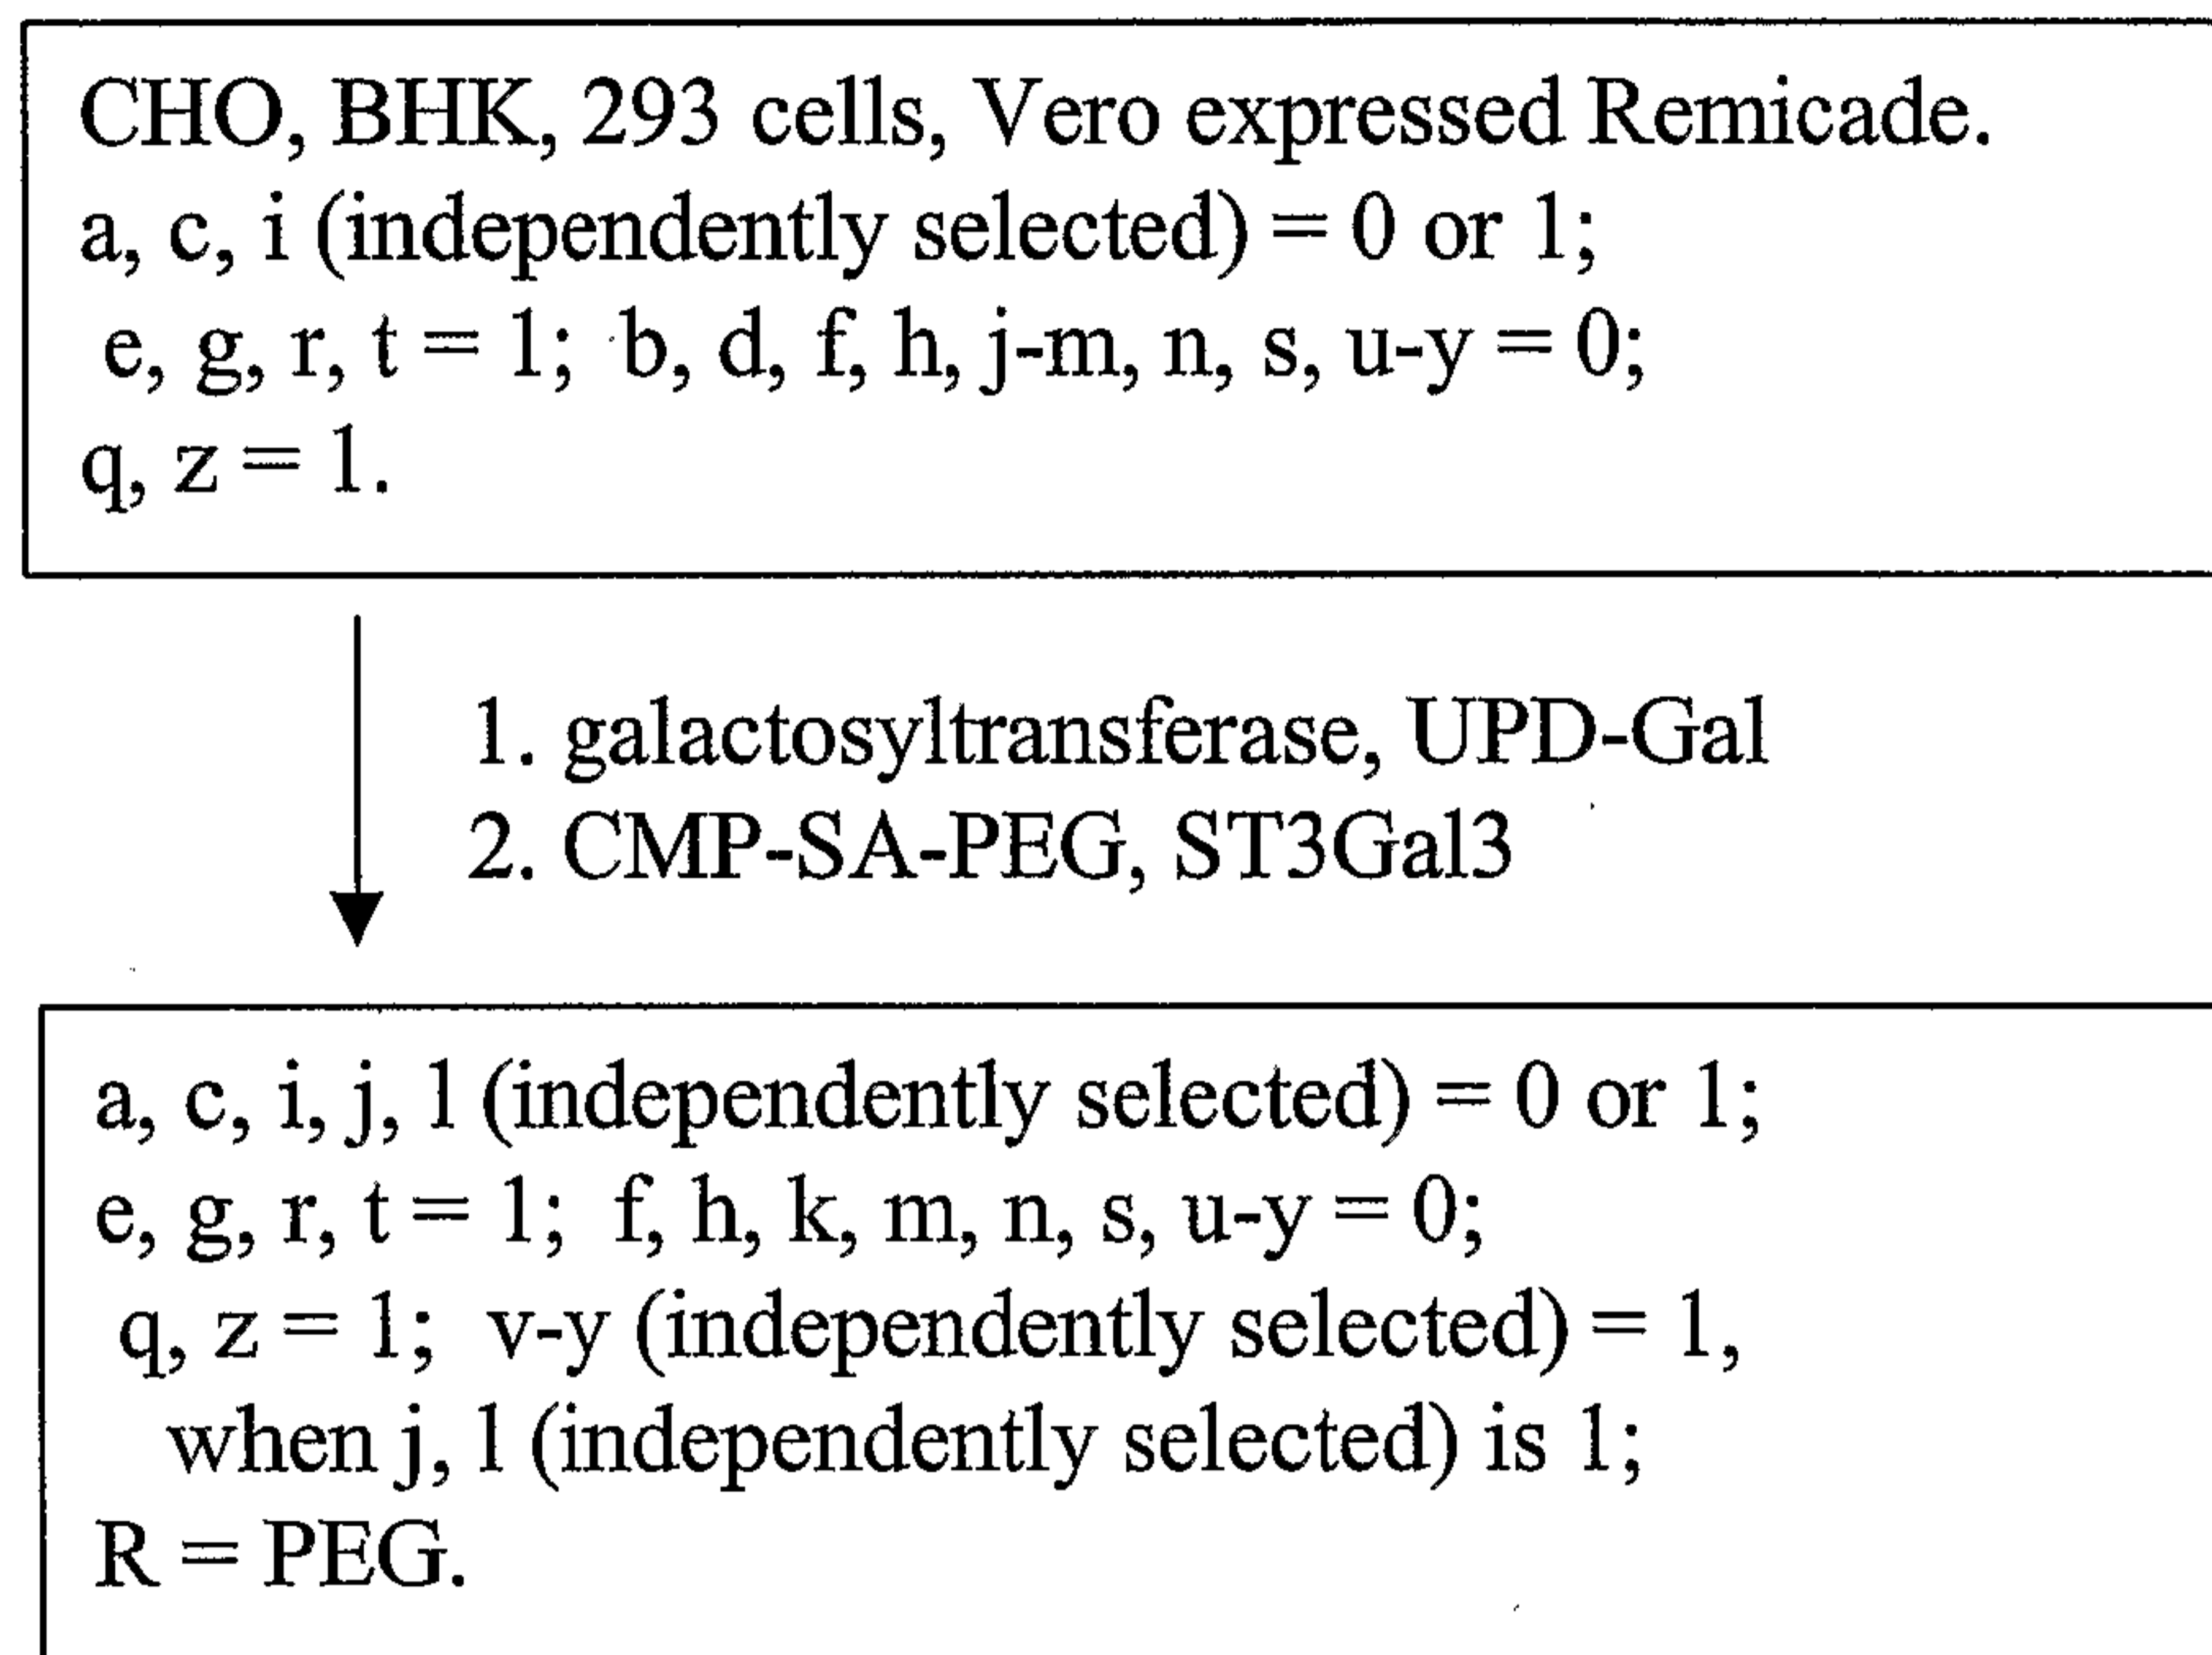 CHO, BHK, 293 cells, Vero expressed Remicade.
a, c, i (independently selected) = 0 or 1;
e, g, r, t = 1; b, d, f, h, j-m, n, s, u-y = 0;
q, z = 1.
1. galactosyltransferase, UPD-Gal
2. CMP-SA-PEG, ST3Gal3
a, c, i, j, l (independently selected) = 0 or 1;
e, g, r, t = 1; f, h, k, m, n, s, u-y = 0;
q, z = 1; v-y (independently selected) = 1,
when j, l (independently selected) is 1;
R = PEG.